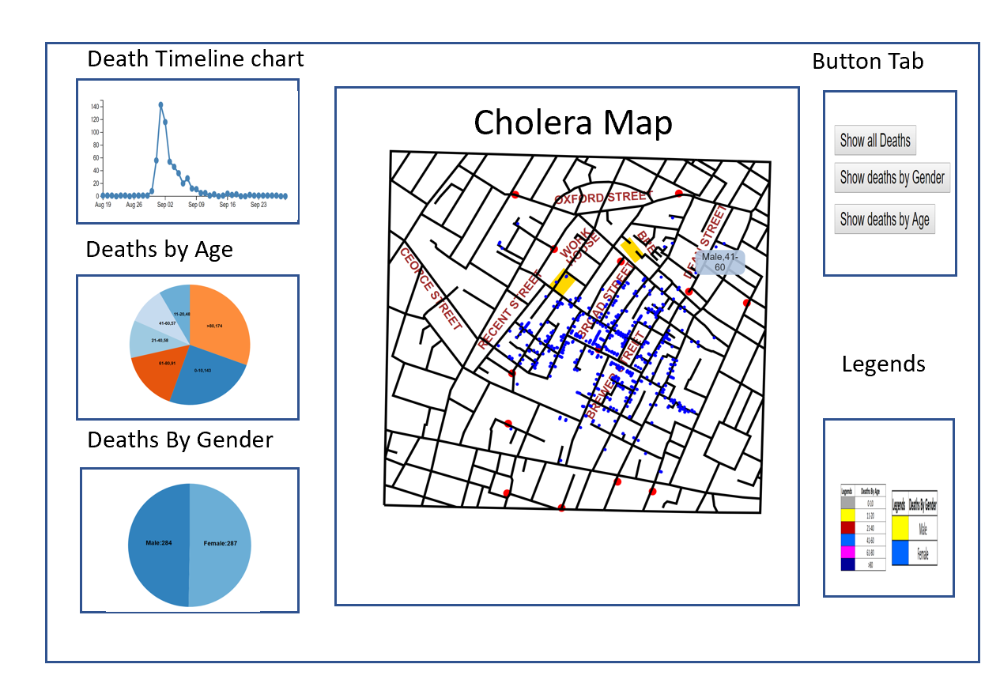 Death Timeline chart
140
120
100
80
60
40
20
0
Aug 19
Aug 26
Sep 02
Sep 09
Sep 16
Sep 23
Deaths by Age
11-20,48
>80,174
41-60,57
21-40,58
61-80,91
0-10,143
Deaths By Gender
Male:284
Female:287
Cholera Map
OXFORD STREET
WORK
HOUSE
BRE
DEAN STREET
Male,41-
60
CEORCE STREET
RECENT STREET
BROAD STREET
BREWER STREET
Button Tab
Show all Deaths
Show deaths by Gender
Show deaths by Age
Legends
Legends Deaths By Age
0-10
11-20
21-40
41-60
61-80
>80
Legends Deaths By Gender
Male
Female